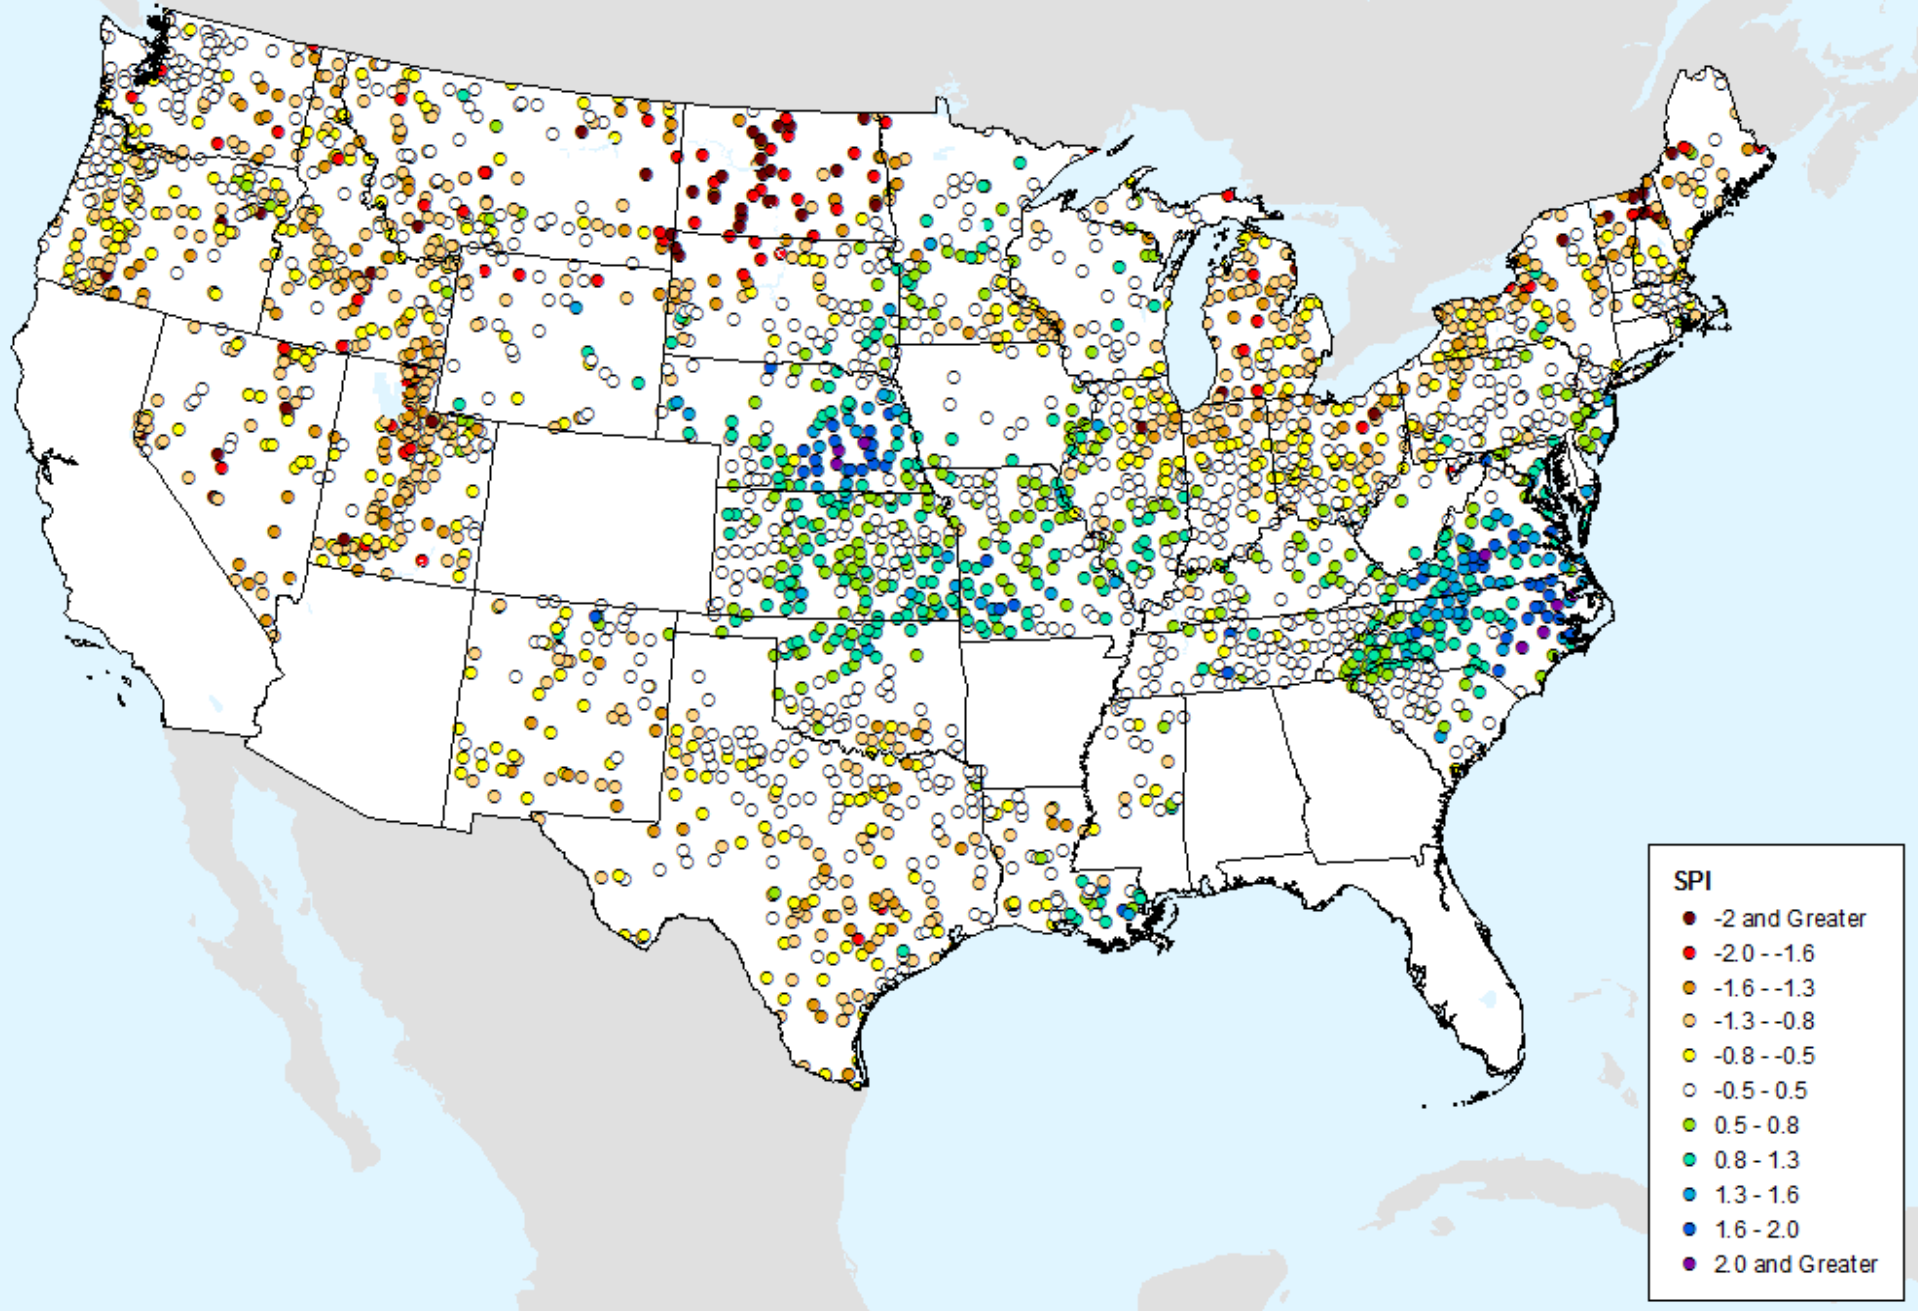 SPI
-2 and Greater
-2.0 - -1.6
-1.6 - -1.3
-1.3 - -0.8
-0.8 - -0.5
-0.5 - 0.5
0.5 - 0.8
0.8 - 1.3
1.3 - 1.6
1.6 - 2.0
2.0 and Greater